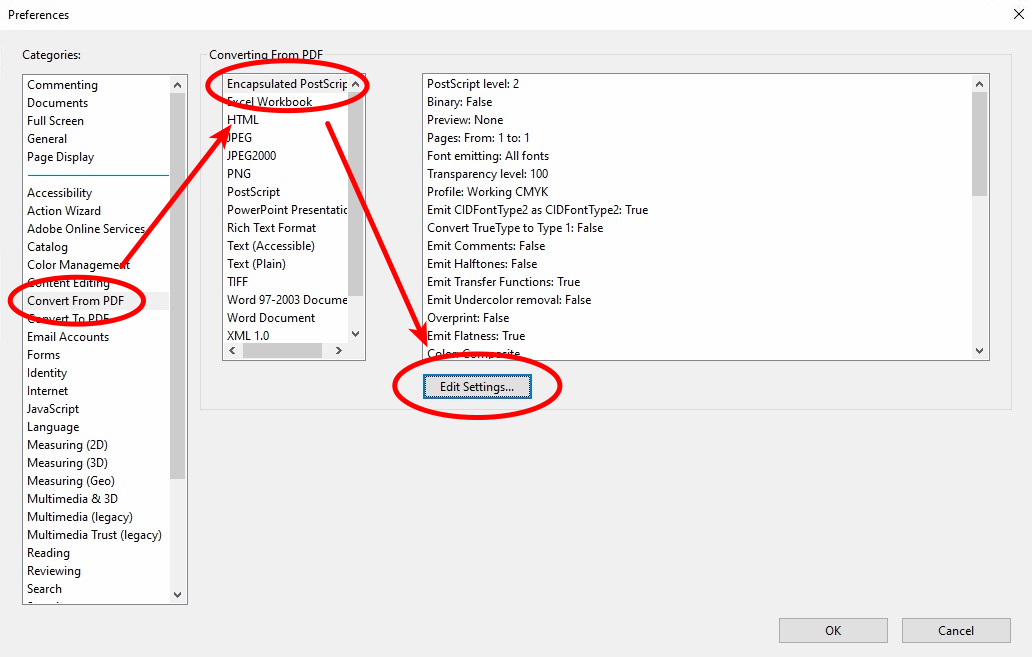 Preferences
Categories:
Commenting
Documents
Full Screen
General
Page Display
Accessibility
Action Wizard
Adobe Online Services
Catalog
Color Management
Content Editing
Convert From PDF
Convert To PDF
Email Accounts
Forms
Identity
Internet
JavaScript
Language
Measuring (2D)
Measuring (3D)
Measuring (Geo)
Multimedia & 3D
Multimedia (legacy)
Multimedia Trust (legacy)
Reading
Reviewing
Search
Converting From PDF
Encapsulated PostScrip
Excel Workbook
HTML
JPEG
JPEG2000
PNG
PostScript
PowerPoint Presentatic
Rich Text Format
Text (Accessible)
Text (Plain)
TIFF
Word 97-2003 Docume
Word Document
XML 1.0
PostScript level: 2
Binary: False
Preview: None
Pages: From: 1 to: 1
Font emitting: All fonts
Transparency level: 100
Profile: Working CMYK
Emit CIDFontType2 as CIDFontType2: True
Convert TrueType to Type 1: False
Emit Comments: False
Emit Halftones: False
Emit Transfer Functions: True
Emit Undercolor removal: False
Overprint: False
Emit Flatness: True
Color: Composite
Edit Settings...
OK
Cancel